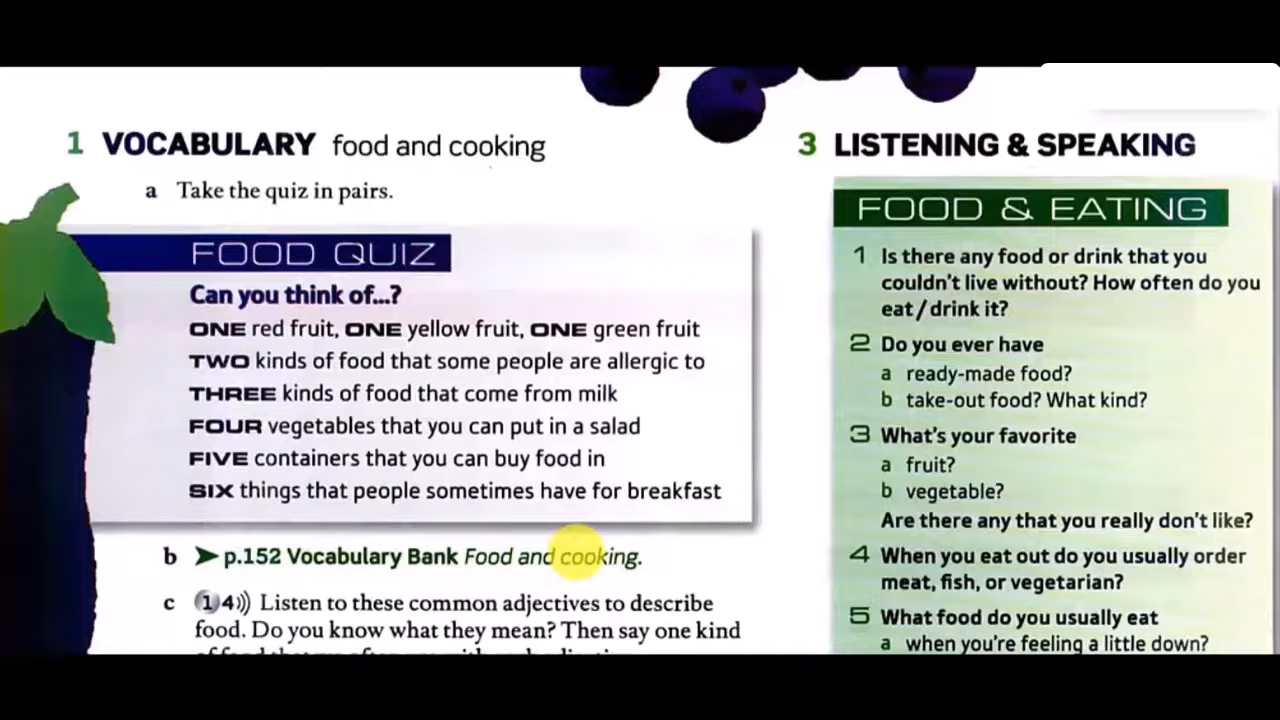 1 VOCABULARY food and cooking
a Take the quiz in pairs.
FOOD QUIZ
Can you think of...?
ONE red fruit, ONE yellow fruit, ONE green fruit
TWO kinds of food that some people are allergic to
THREE kinds of food that come from milk
FOUR vegetables that you can put in a salad
FIVE containers that you can buy food in
SIX things that people sometimes have for breakfast
b ➤ p.152 Vocabulary Bank Food and cooking.
c 1 4)) Listen to these common adjectives to describe
food. Do you know what they mean? Then say one kind
3 LISTENING & SPEAKING
FOOD & EATING
1 Is there any food or drink that you
couldn't live without? How often do you
eat / drink it?
2 Do you ever have
a ready-made food?
b take-out food? What kind?
3 What's your favorite
a fruit?
b vegetable?
Are there any that you really don't like?
4 When you eat out do you usually order
meat, fish, or vegetarian?
5 What food do you usually eat
a when you're feeling a little down?